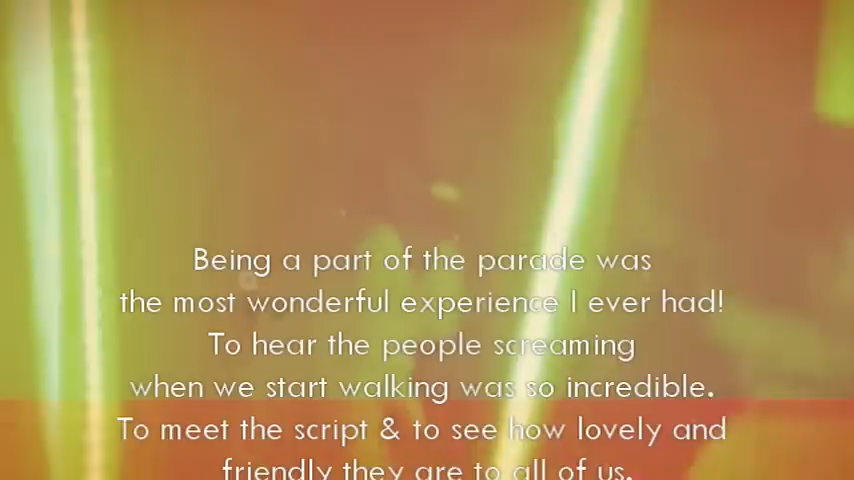 Being a part of the parade was
the most wonderful experience I ever had!
To hear the people screaming
when we start walking was so incredible.
To meet the script & to see how lovely and
friendly they are to all of us.